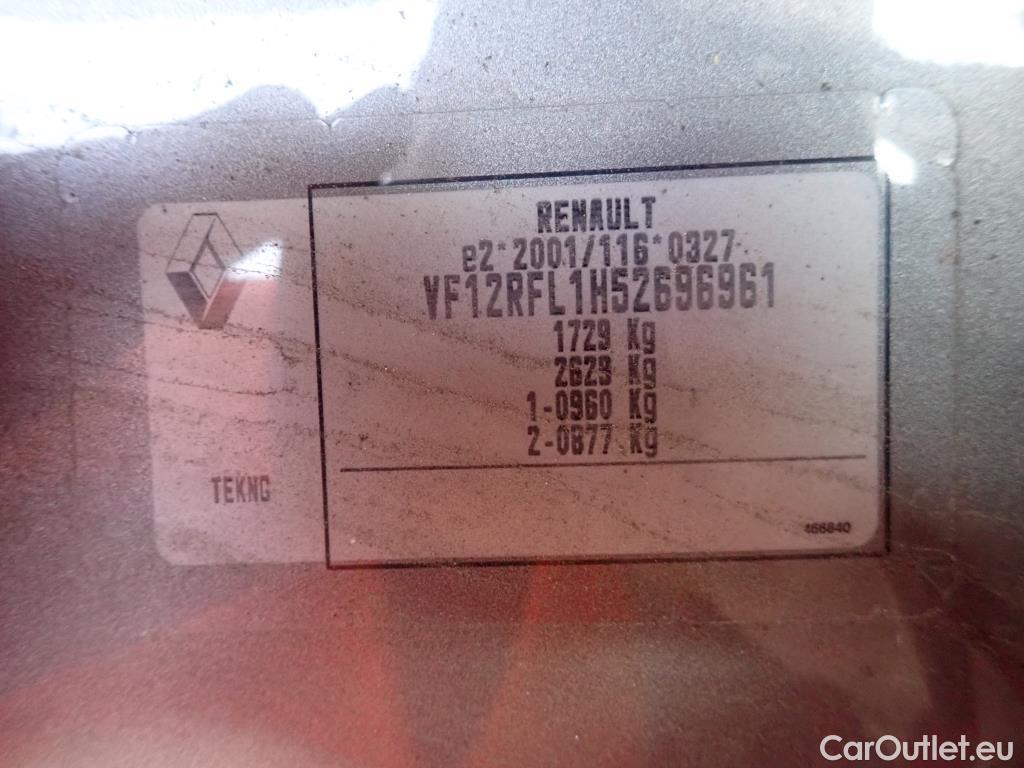 RENAULT
e2*2001/116*0327
VF12RFL1H52696961
1729 Kg
2629 Kg
1-0960 Kg
2-0877 Kg
TEKNG
466840
CarOutlet.eu